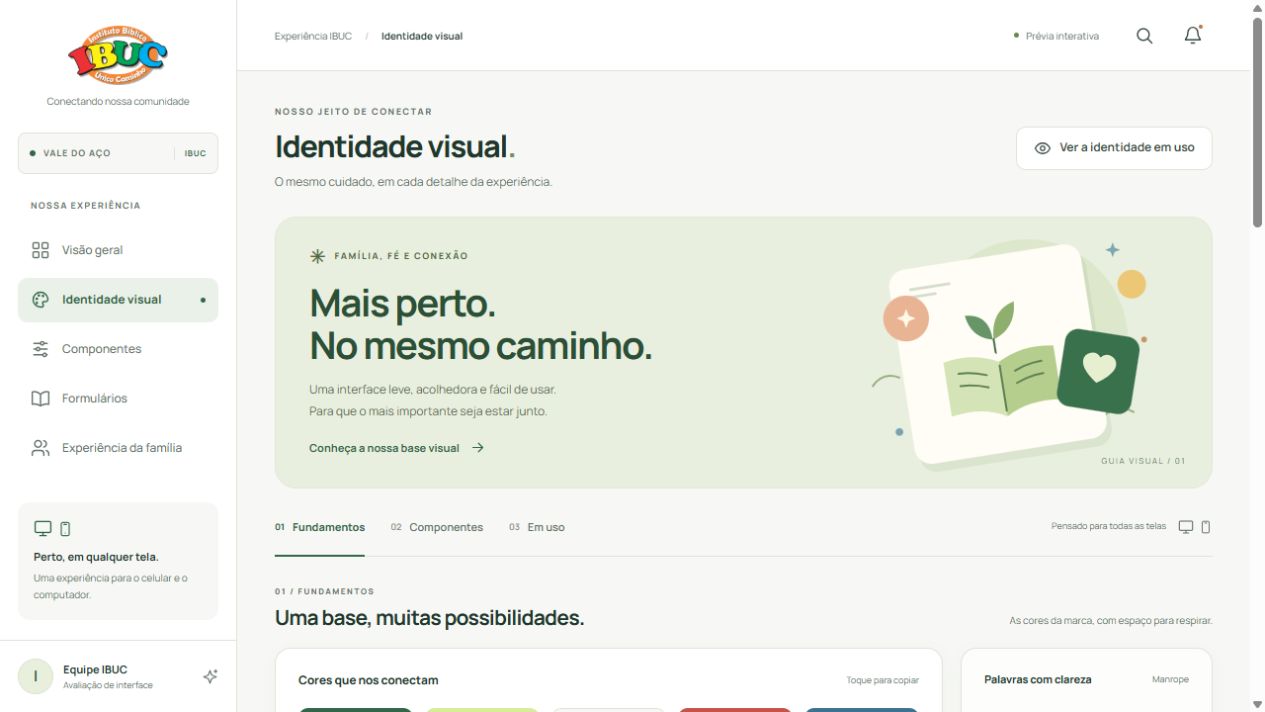 Instituto Bíblico
IBUC
Único Caminho
Conectando nossa comunidade
VALE DO AÇO
IBUC
NOSSA EXPERIÊNCIA
Visão geral
Identidade visual
Componentes
Formulários
Experiência da família
Perto, em qualquer tela.
Uma experiência para o celular e o
computador.
I
Equipe IBUC
Avaliação de interface
Experiência IBUC / Identidade visual
Prévia interativa
NOSSO JEITO DE CONECTAR
Identidade visual.
O mesmo cuidado, em cada detalhe da experiência.
Ver a identidade em uso
FAMÍLIA, FÉ E CONEXÃO
Mais perto.
No mesmo caminho.
Uma interface leve, acolhedora e fácil de usar.
Para que o mais importante seja estar junto.
Conheça a nossa base visual
GUIA VISUAL / 01
01 Fundamentos
02 Componentes
03 Em uso
Pensado para todas as telas
01 / FUNDAMENTOS
Uma base, muitas possibilidades.
As cores da marca, com espaço para respirar.
Cores que nos conectam
Toque para copiar
Palavras com clareza
Manrope